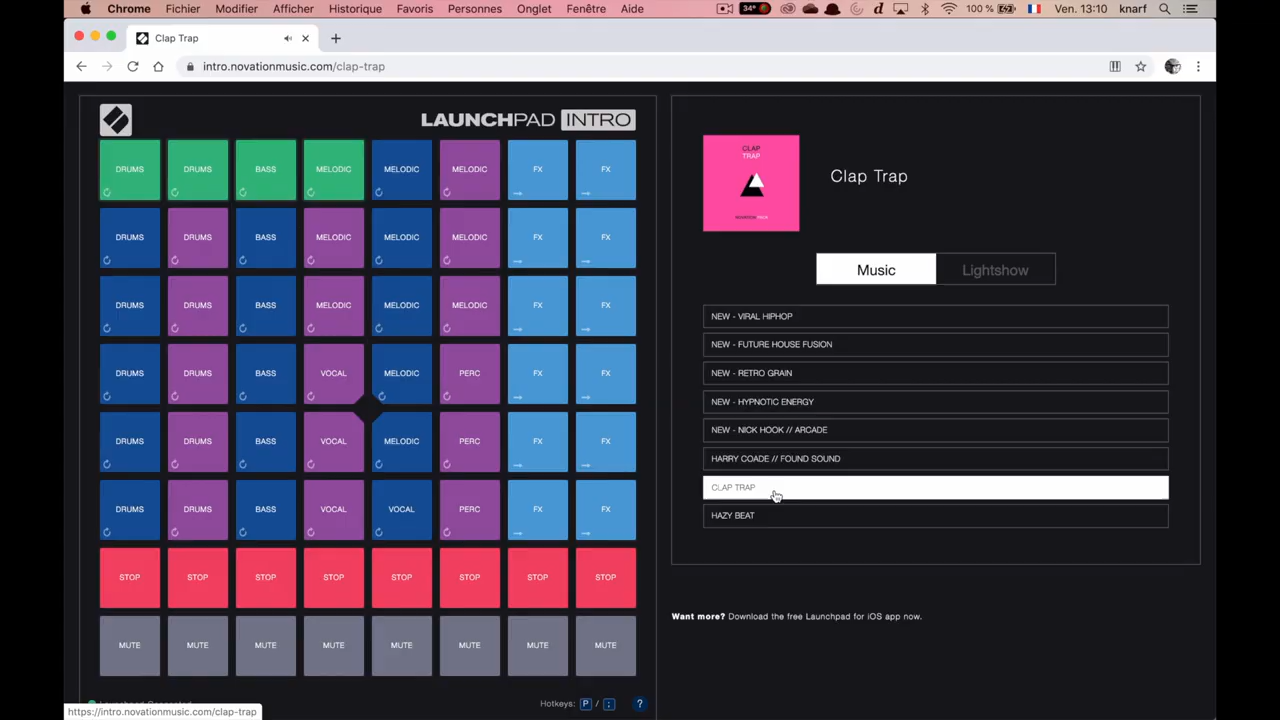 Chrome Fichier Modifier Afficher Historique Favoris Personnes Onglet Fenêtre Aide 34° 100 % Ven. 13:10 knarf
Clap Trap
intro.novationmusic.com/clap-trap
LAUNCHPAD INTRO
DRUMS DRUMS BASS MELODIC MELODIC MELODIC FX FX
DRUMS DRUMS BASS MELODIC MELODIC MELODIC FX FX
DRUMS DRUMS BASS MELODIC MELODIC MELODIC FX FX
DRUMS DRUMS BASS VOCAL MELODIC PERC FX FX
DRUMS DRUMS BASS VOCAL MELODIC PERC FX FX
DRUMS DRUMS BASS VOCAL VOCAL PERC FX FX
STOP STOP STOP STOP STOP STOP STOP STOP
MUTE MUTE MUTE MUTE MUTE MUTE MUTE MUTE
Hotkeys: P / ; ?
https://intro.novationmusic.com/clap-trap
CLAP
TRAP
Clap Trap
Music Lightshow
NEW - VIRAL HIPHOP
NEW - FUTURE HOUSE FUSION
NEW - RETRO GRAIN
NEW - HYPNOTIC ENERGY
NEW - NICK HOOK // ARCADE
HARRY COADE // FOUND SOUND
CLAP TRAP
HAZY BEAT
Want more? Download the free Launchpad for iOS app now.